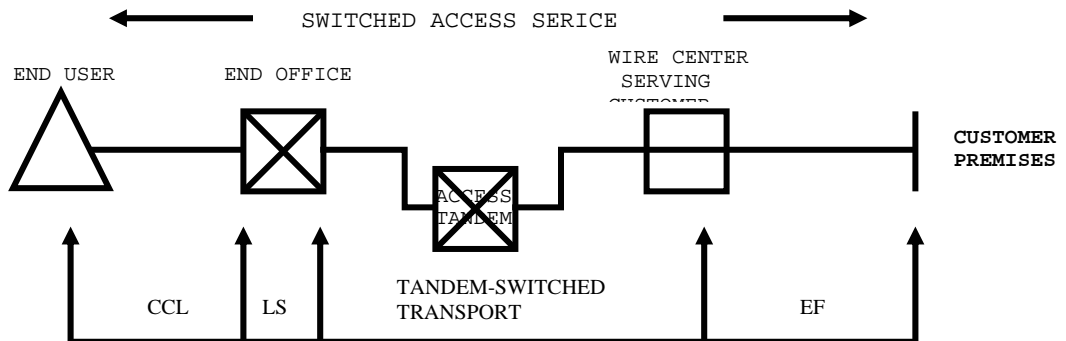 SWITCHED ACCESS SERICE
END USER
END OFFICE
WIRE CENTER
SERVING
CUSTOMER
CUSTOMER
PREMISES
ACCESS
TANDEM
CCL
LS
TANDEM-SWITCHED
TRANSPORT
EF